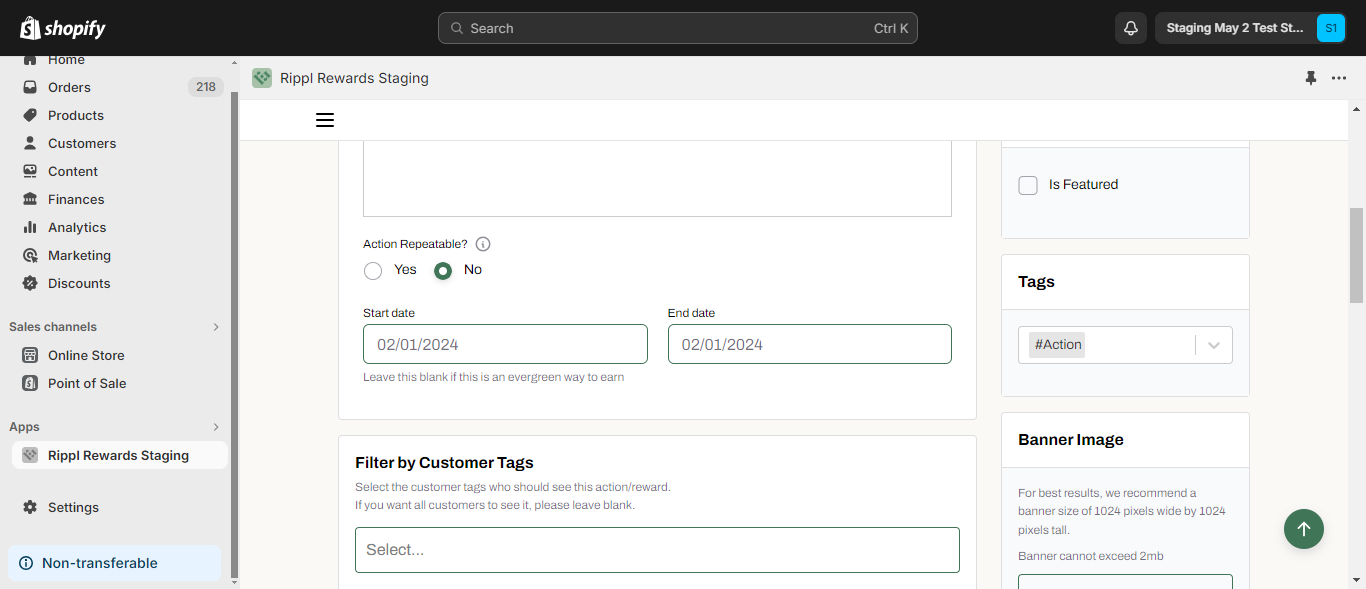 shopify
Search
Ctrl K
Staging May 2 Test St...
S1
Home
Orders
218
Products
Customers
Content
Finances
Analytics
Marketing
Discounts
Sales channels
Online Store
Point of Sale
Apps
Rippl Rewards Staging
Settings
Non-transferable
Rippl Rewards Staging
Action Repeatable?
Yes
No
Start date
End date
02/01/2024
02/01/2024
Leave this blank if this is an evergreen way to earn
Filter by Customer Tags
Select the customer tags who should see this action/reward.
If you want all customers to see it, please leave blank.
Select...
Is Featured
Tags
#Action
Banner Image
For best results, we recommend a
banner size of 1024 pixels wide by 1024
pixels tall.
Banner cannot exceed 2mb